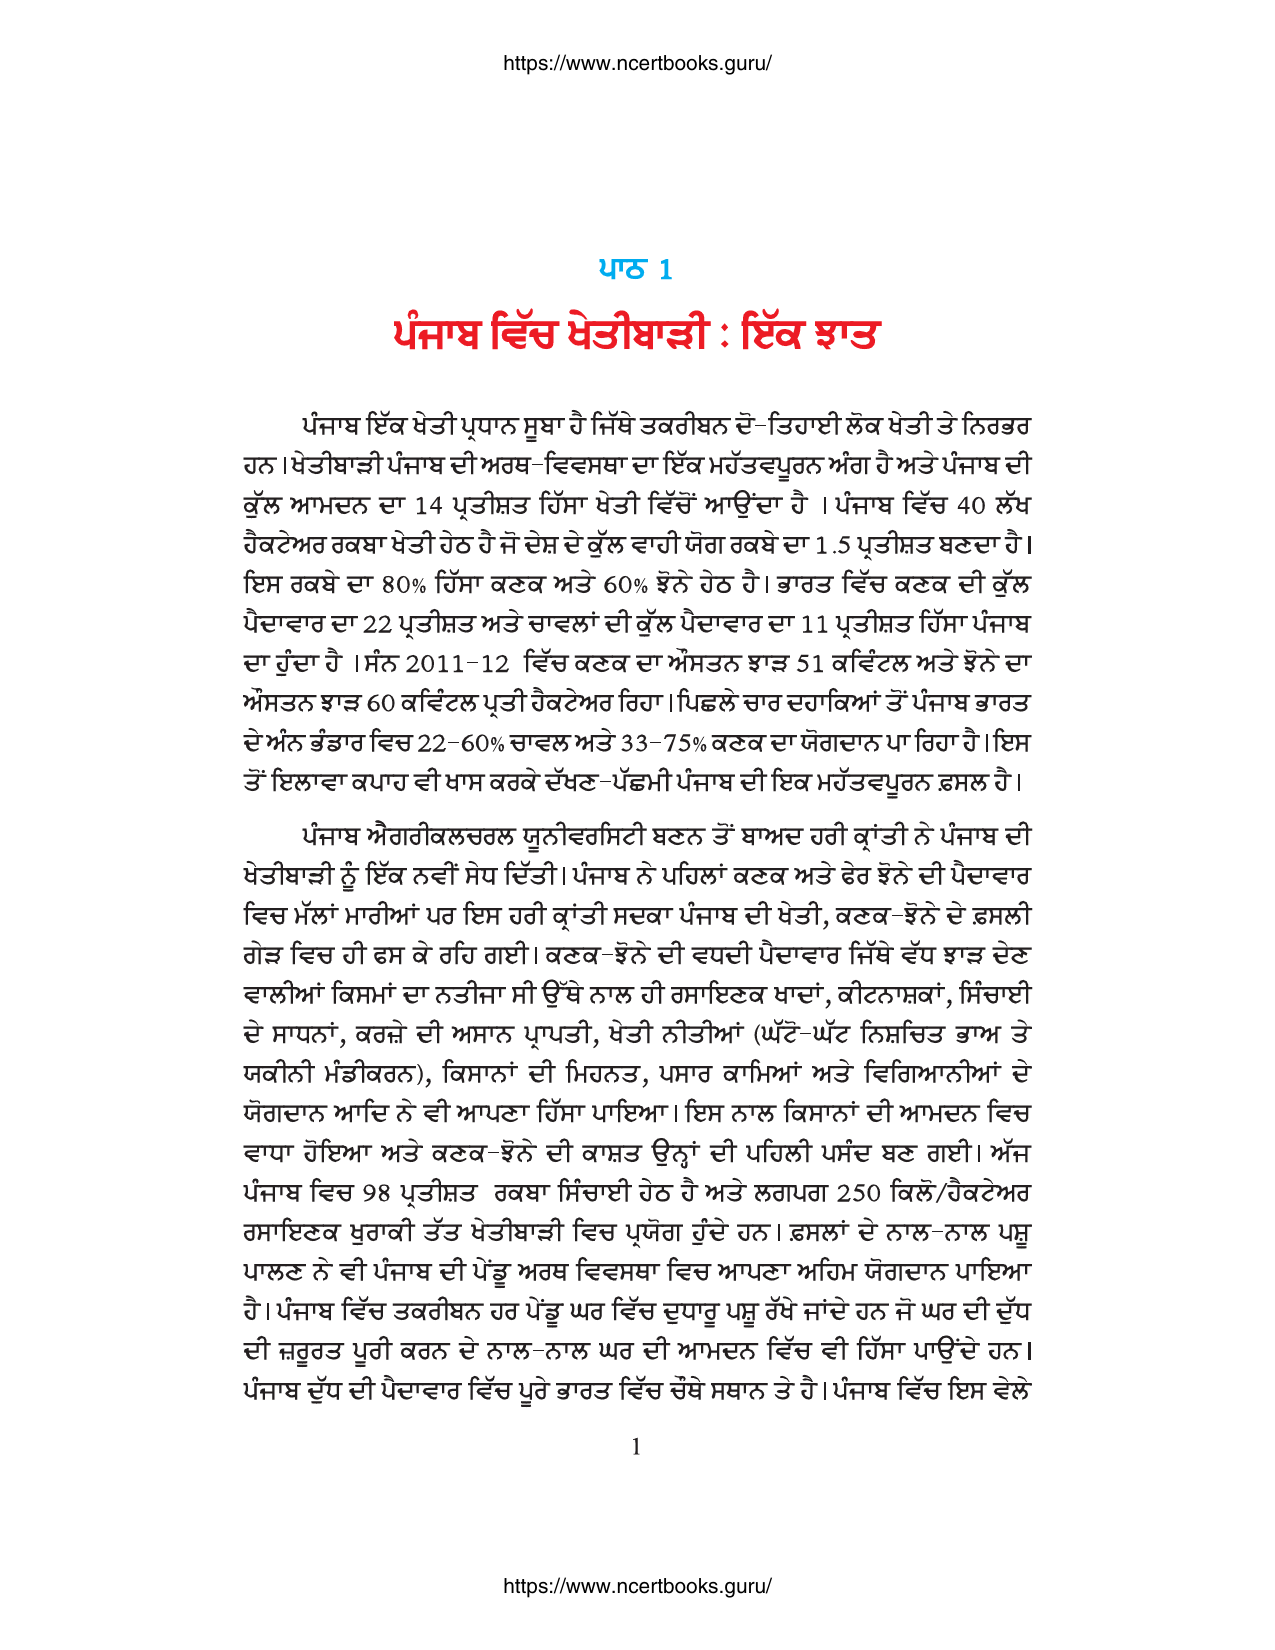 https://www.ncertbooks.guru/
ਪਾਠ 1
ਪੰਜਾਬ ਵਿੱਚ ਖੇਤੀਬਾੜੀ : ਇੱਕ ਝਾਤ
ਪੰਜਾਬ ਇੱਕ ਖੇਤੀ ਪ੍ਰਧਾਨ ਸੂਬਾ ਹੈ ਜਿੱਥੇ ਤਕਰੀਬਨ ਦੋ-ਤਿਹਾਈ ਲੋਕ ਖੇਤੀ ਤੇ ਨਿਰਭਰ
ਹਨ। ਖੇਤੀਬਾੜੀ ਪੰਜਾਬ ਦੀ ਅਰਥ-ਵਿਵਸਥਾ ਦਾ ਇੱਕ ਮਹੱਤਵਪੂਰਨ ਅੰਗ ਹੈ ਅਤੇ ਪੰਜਾਬ ਦੀ
ਕੁੱਲ ਆਮਦਨ ਦਾ 14 ਪ੍ਰਤੀਸ਼ਤ ਹਿੱਸਾ ਖੇਤੀ ਵਿੱਚੋਂ ਆਉਂਦਾ ਹੈ । ਪੰਜਾਬ ਵਿੱਚ 40 ਲੱਖ
ਹੈਕਟੇਅਰ ਰਕਬਾ ਖੇਤੀ ਹੇਠ ਹੈ ਜੋ ਦੇਸ਼ ਦੇ ਕੁੱਲ ਵਾਹੀ ਯੋਗ ਰਕਬੇ ਦਾ 1.5 ਪ੍ਰਤੀਸ਼ਤ ਬਣਦਾ ਹੈ।
ਇਸ ਰਕਬੇ ਦਾ 80% ਹਿੱਸਾ ਕਣਕ ਅਤੇ 60% ਝੋਨੇ ਹੇਠ ਹੈ। ਭਾਰਤ ਵਿੱਚ ਕਣਕ ਦੀ ਕੁੱਲ
ਪੈਦਾਵਾਰ ਦਾ 22 ਪ੍ਰਤੀਸ਼ਤ ਅਤੇ ਚਾਵਲਾਂ ਦੀ ਕੁੱਲ ਪੈਦਾਵਾਰ ਦਾ 11 ਪ੍ਰਤੀਸ਼ਤ ਹਿੱਸਾ ਪੰਜਾਬ
ਦਾ ਹੁੰਦਾ ਹੈ । ਸੰਨ 2011-12 ਵਿੱਚ ਕਣਕ ਦਾ ਔਸਤਨ ਝਾੜ 51 ਕਵਿੰਟਲ ਅਤੇ ਝੋਨੇ ਦਾ
ਔਸਤਨ ਝਾੜ 60 ਕਵਿੰਟਲ ਪ੍ਰਤੀ ਹੈਕਟੇਅਰ ਰਿਹਾ। ਪਿਛਲੇ ਚਾਰ ਦਹਾਕਿਆਂ ਤੋਂ ਪੰਜਾਬ ਭਾਰਤ
ਦੇ ਅੰਨ ਭੰਡਾਰ ਵਿਚ 22-60% ਚਾਵਲ ਅਤੇ 33-75% ਕਣਕ ਦਾ ਯੋਗਦਾਨ ਪਾ ਰਿਹਾ ਹੈ। ਇਸ
ਤੋਂ ਇਲਾਵਾ ਕਪਾਹ ਵੀ ਖਾਸ ਕਰਕੇ ਦੱਖਣ-ਪੱਛਮੀ ਪੰਜਾਬ ਦੀ ਇਕ ਮਹੱਤਵਪੂਰਨ ਫ਼ਸਲ ਹੈ।
ਪੰਜਾਬ ਐਗਰੀਕਲਚਰਲ ਯੂਨੀਵਰਸਿਟੀ ਬਣਨ ਤੋਂ ਬਾਅਦ ਹਰੀ ਕ੍ਰਾਂਤੀ ਨੇ ਪੰਜਾਬ ਦੀ
ਖੇਤੀਬਾੜੀ ਨੂੰ ਇੱਕ ਨਵੀਂ ਸੇਧ ਦਿੱਤੀ। ਪੰਜਾਬ ਨੇ ਪਹਿਲਾਂ ਕਣਕ ਅਤੇ ਫੇਰ ਝੋਨੇ ਦੀ ਪੈਦਾਵਾਰ
ਵਿਚ ਮੱਲਾਂ ਮਾਰੀਆਂ ਪਰ ਇਸ ਹਰੀ ਕ੍ਰਾਂਤੀ ਸਦਕਾ ਪੰਜਾਬ ਦੀ ਖੇਤੀ, ਕਣਕ-ਝੋਨੇ ਦੇ ਫ਼ਸਲੀ
ਗੇੜ ਵਿਚ ਹੀ ਫਸ ਕੇ ਰਹਿ ਗਈ। ਕਣਕ-ਝੋਨੇ ਦੀ ਵਧਦੀ ਪੈਦਾਵਾਰ ਜਿੱਥੇ ਵੱਧ ਝਾੜ ਦੇਣ
ਵਾਲੀਆਂ ਕਿਸਮਾਂ ਦਾ ਨਤੀਜਾ ਸੀ ਉੱਥੇ ਨਾਲ ਹੀ ਰਸਾਇਣਕ ਖਾਦਾਂ, ਕੀਟਨਾਸ਼ਕਾਂ, ਸਿੰਚਾਈ
ਦੇ ਸਾਧਨਾਂ, ਕਰਜ਼ੇ ਦੀ ਅਸਾਨ ਪ੍ਰਾਪਤੀ, ਖੇਤੀ ਨੀਤੀਆਂ (ਘੱਟੋ-ਘੱਟ ਨਿਸ਼ਚਿਤ ਭਾਅ ਤੇ
ਯਕੀਨੀ ਮੰਡੀਕਰਨ), ਕਿਸਾਨਾਂ ਦੀ ਮਿਹਨਤ, ਪਸਾਰ ਕਾਮਿਆਂ ਅਤੇ ਵਿਗਿਆਨੀਆਂ ਦੇ
ਯੋਗਦਾਨ ਆਦਿ ਨੇ ਵੀ ਆਪਣਾ ਹਿੱਸਾ ਪਾਇਆ। ਇਸ ਨਾਲ ਕਿਸਾਨਾਂ ਦੀ ਆਮਦਨ ਵਿਚ
ਵਾਧਾ ਹੋਇਆ ਅਤੇ ਕਣਕ-ਝੋਨੇ ਦੀ ਕਾਸ਼ਤ ਉਨ੍ਹਾਂ ਦੀ ਪਹਿਲੀ ਪਸੰਦ ਬਣ ਗਈ। ਅੱਜ
ਪੰਜਾਬ ਵਿਚ 98 ਪ੍ਰਤੀਸ਼ਤ ਰਕਬਾ ਸਿੰਚਾਈ ਹੇਠ ਹੈ ਅਤੇ ਲਗਪਗ 250 ਕਿਲੋ/ਹੈਕਟੇਅਰ
ਰਸਾਇਣਕ ਖੁਰਾਕੀ ਤੱਤ ਖੇਤੀਬਾੜੀ ਵਿਚ ਪ੍ਰਯੋਗ ਹੁੰਦੇ ਹਨ। ਫ਼ਸਲਾਂ ਦੇ ਨਾਲ-ਨਾਲ ਪਸ਼ੂ
ਪਾਲਣ ਨੇ ਵੀ ਪੰਜਾਬ ਦੀ ਪੇਂਡੂ ਅਰਥ ਵਿਵਸਥਾ ਵਿਚ ਆਪਣਾ ਅਹਿਮ ਯੋਗਦਾਨ ਪਾਇਆ
ਹੈ। ਪੰਜਾਬ ਵਿੱਚ ਤਕਰੀਬਨ ਹਰ ਪੇਂਡੂ ਘਰ ਵਿੱਚ ਦੁਧਾਰੂ ਪਸ਼ੂ ਰੱਖੇ ਜਾਂਦੇ ਹਨ ਜੋ ਘਰ ਦੀ ਦੁੱਧ
ਦੀ ਜ਼ਰੂਰਤ ਪੂਰੀ ਕਰਨ ਦੇ ਨਾਲ-ਨਾਲ ਘਰ ਦੀ ਆਮਦਨ ਵਿੱਚ ਵੀ ਹਿੱਸਾ ਪਾਉਂਦੇ ਹਨ।
ਪੰਜਾਬ ਦੁੱਧ ਦੀ ਪੈਦਾਵਾਰ ਵਿੱਚ ਪੂਰੇ ਭਾਰਤ ਵਿੱਚ ਚੌਥੇ ਸਥਾਨ ਤੇ ਹੈ। ਪੰਜਾਬ ਵਿੱਚ ਇਸ ਵੇਲੇ
1
https://www.ncertbooks.guru/